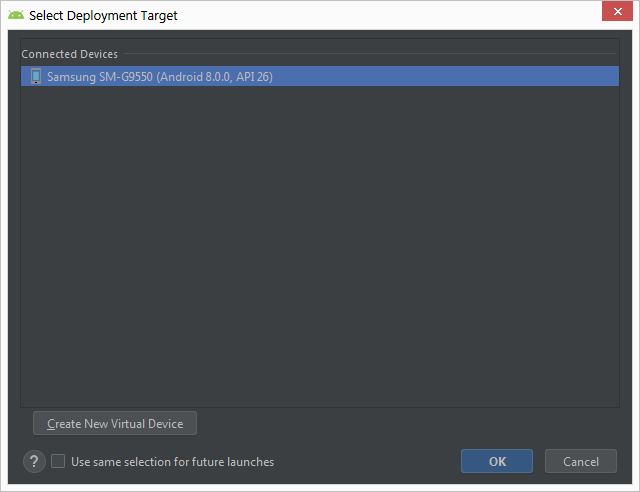 Select Deployment Target
Connected Devices
Samsung SM-G9550 (Android 8.0.0, API 26)
Create New Virtual Device
? Use same selection for future launches OK Cancel